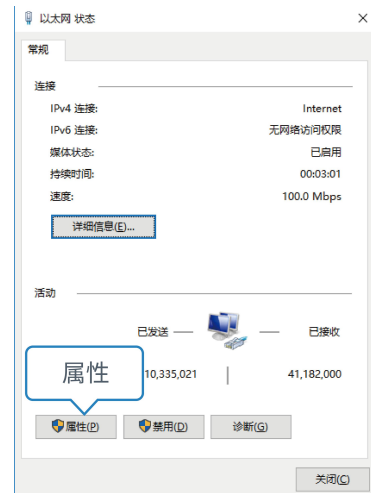 以太网 状态
常规
连接
IPv4 连接: Internet
IPv6 连接: 无网络访问权限
媒体状态: 已启用
持续时间: 00:03:01
速度: 100.0 Mbps
详细信息(E)...
活动
已发送 — — 已接收
属性
10,335,021 | 41,182,000
属性(P) 禁用(D) 诊断(G)
关闭(C)